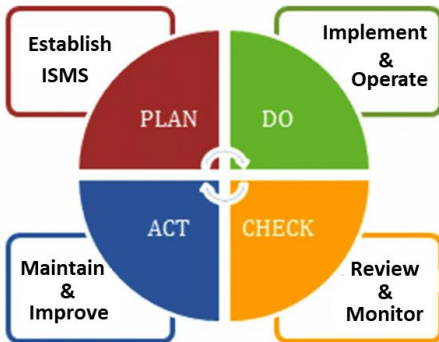 Establish
ISMS
Implement
&
Operate
PLAN
DO
ACT
CHECK
Maintain
&
Improve
Review
&
Monitor